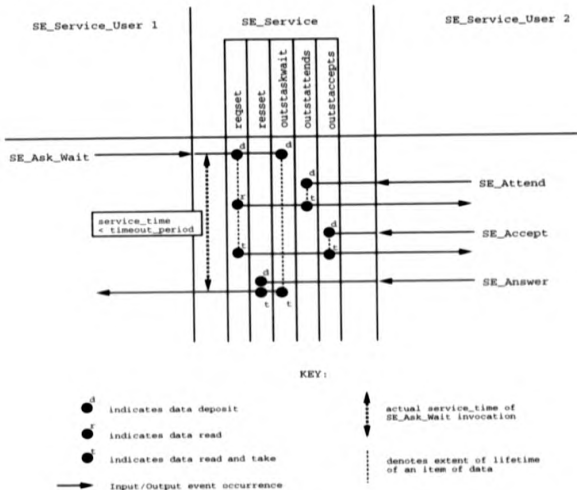 SE_Service_User 1
SE_Service
SE_Service_User 2
reqset
resset
outstaskwait
outstattends
outstaccepts
d
d
SE_Ask_Wait
d
SE_Attend
r
t
service_time
< timeout_period
d
SE_Accept
t
t
d
SE_Answer
t
t
KEY:
d
indicates data deposit
r
indicates data read
t
indicates data read and take
Input/Output event occurrence
actual service_time of
SE_Ask_Wait invocation
denotes extent of lifetime
of an item of data